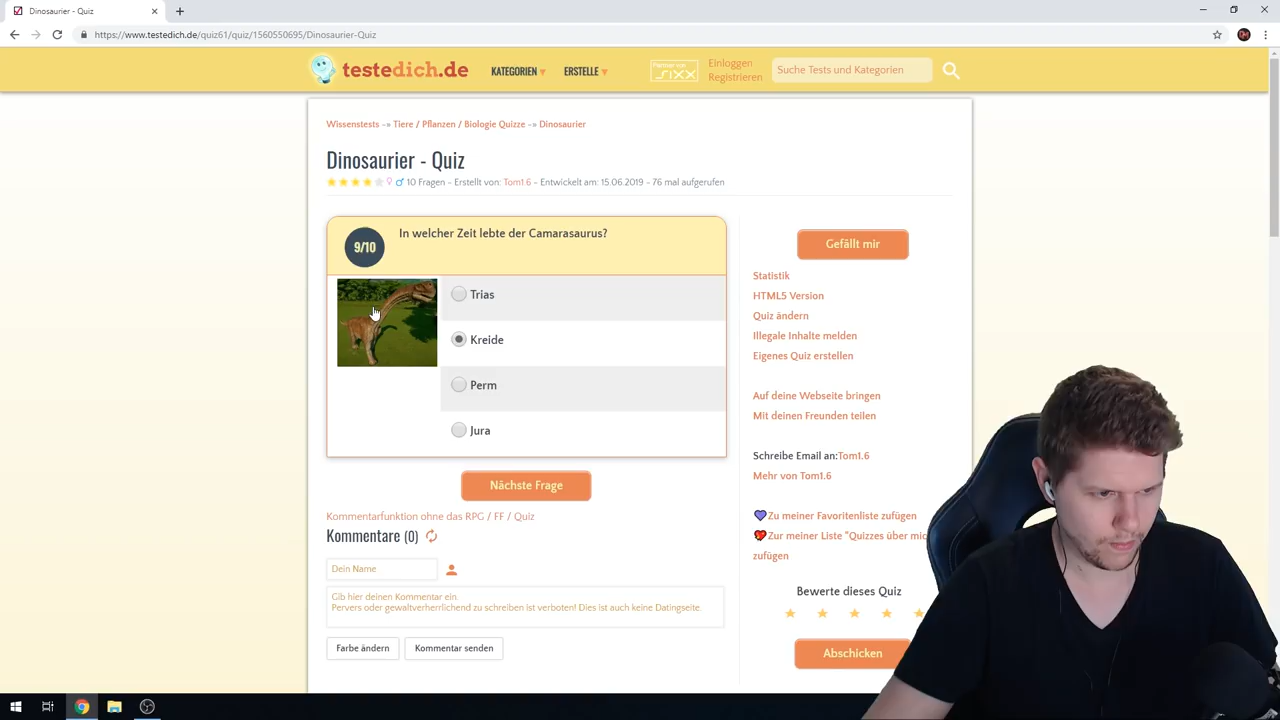 Dinosaurier - Quiz
https://www.testedich.de/quiz61/quiz/1560550695/Dinosaurier-Quiz
testedich.de
KATEGORIEN
ERSTELLE
Partner von
sixx
Einloggen
Registrieren
Suche Tests und Kategorien
Wissenstests -» Tiere / Pflanzen / Biologie Quizze -» Dinosaurier
Dinosaurier - Quiz
10 Fragen - Erstellt von: Tom1.6 - Entwickelt am: 15.06.2019 - 76 mal aufgerufen
9/10
In welcher Zeit lebte der Camarasaurus?
Trias
Kreide
Perm
Jura
Nächste Frage
Kommentarfunktion ohne das RPG / FF / Quiz
Kommentare (0)
Dein Name
Gib hier deinen Kommentar ein.
Pervers oder gewaltverherrlichend zu schreiben ist verboten! Dies ist auch keine Datingseite.
Farbe ändern
Kommentar senden
Gefällt mir
Statistik
HTML5 Version
Quiz ändern
Illegale Inhalte melden
Eigenes Quiz erstellen
Auf deine Webseite bringen
Mit deinen Freunden teilen
Schreibe Email an:Tom1.6
Mehr von Tom1.6
Zu meiner Favoritenliste zufügen
Zur meiner Liste "Quizzes über mic
zufügen
Bewerte dieses Quiz
Abschicken